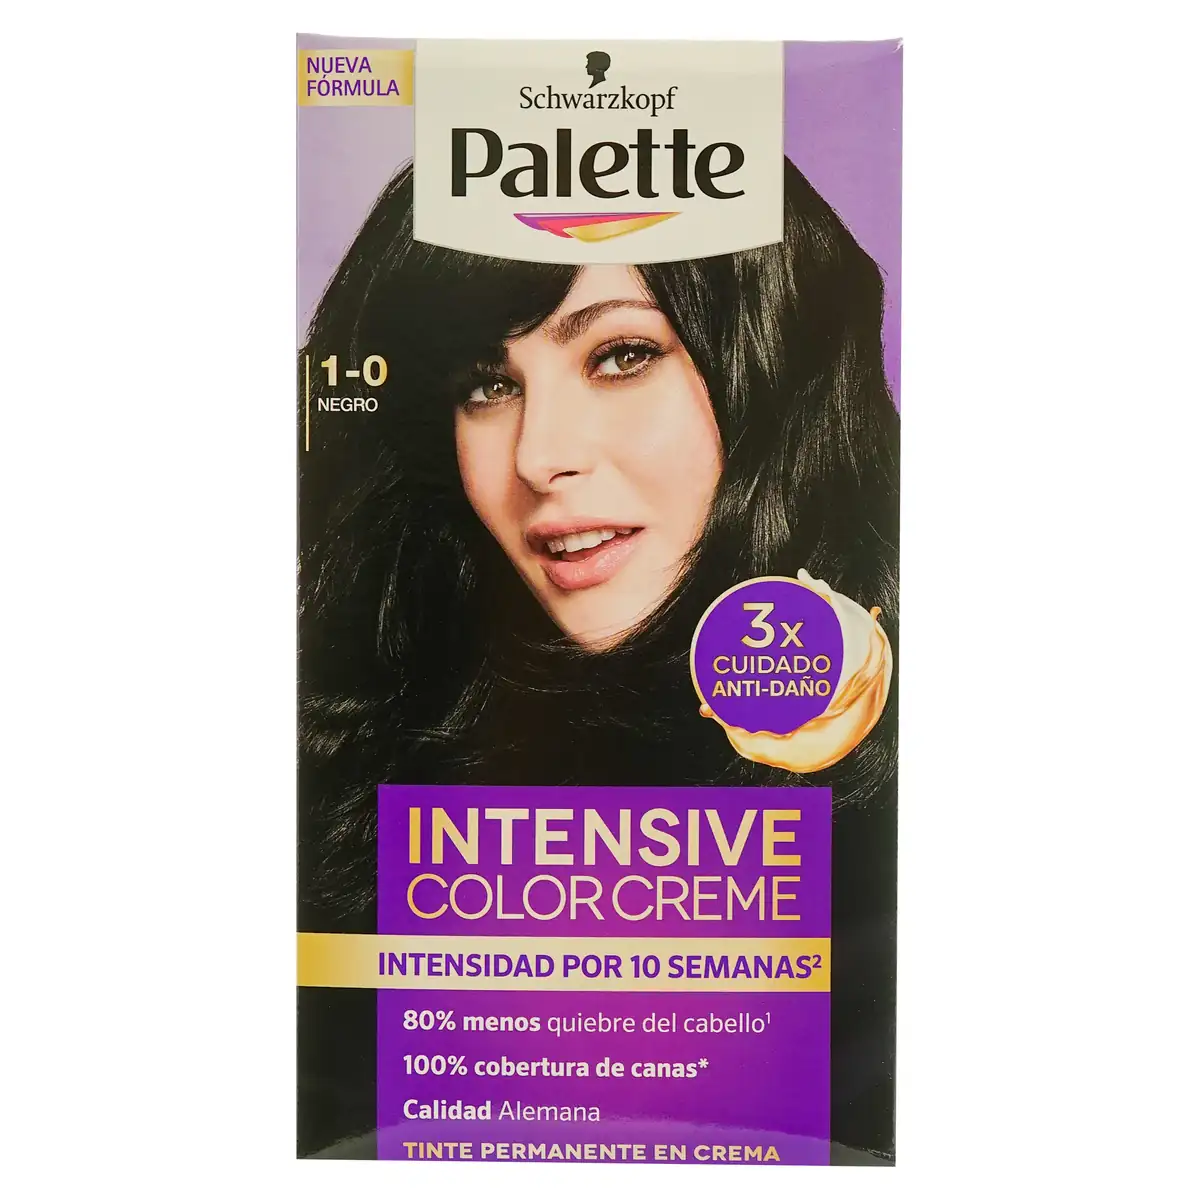 NUEVA
FÓRMULA
Schwarzkopf
Palette
1-0
NEGRO
3x
CUIDADO
ANTI-DAÑO
INTENSIVE
COLOR CREME
INTENSIDAD POR 10 SEMANAS²
80% menos quiebre del cabello¹
100% cobertura de canas*
Calidad Alemana
TINTE PERMANENTE EN CREMA